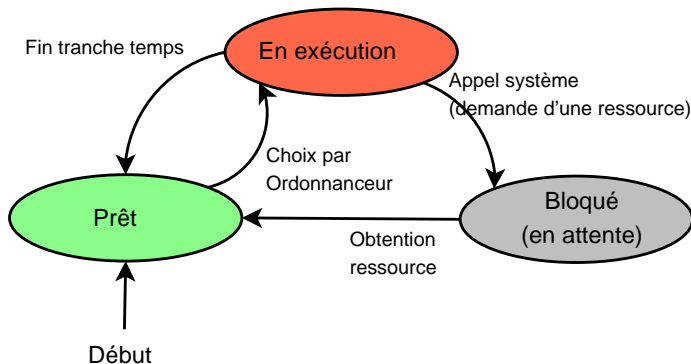 Fin tranche temps
En exécution
Appel système
(demande d'une ressource)
Choix par
Ordonnanceur
Prêt
Bloqué
(en attente)
Obtention
ressource
Début